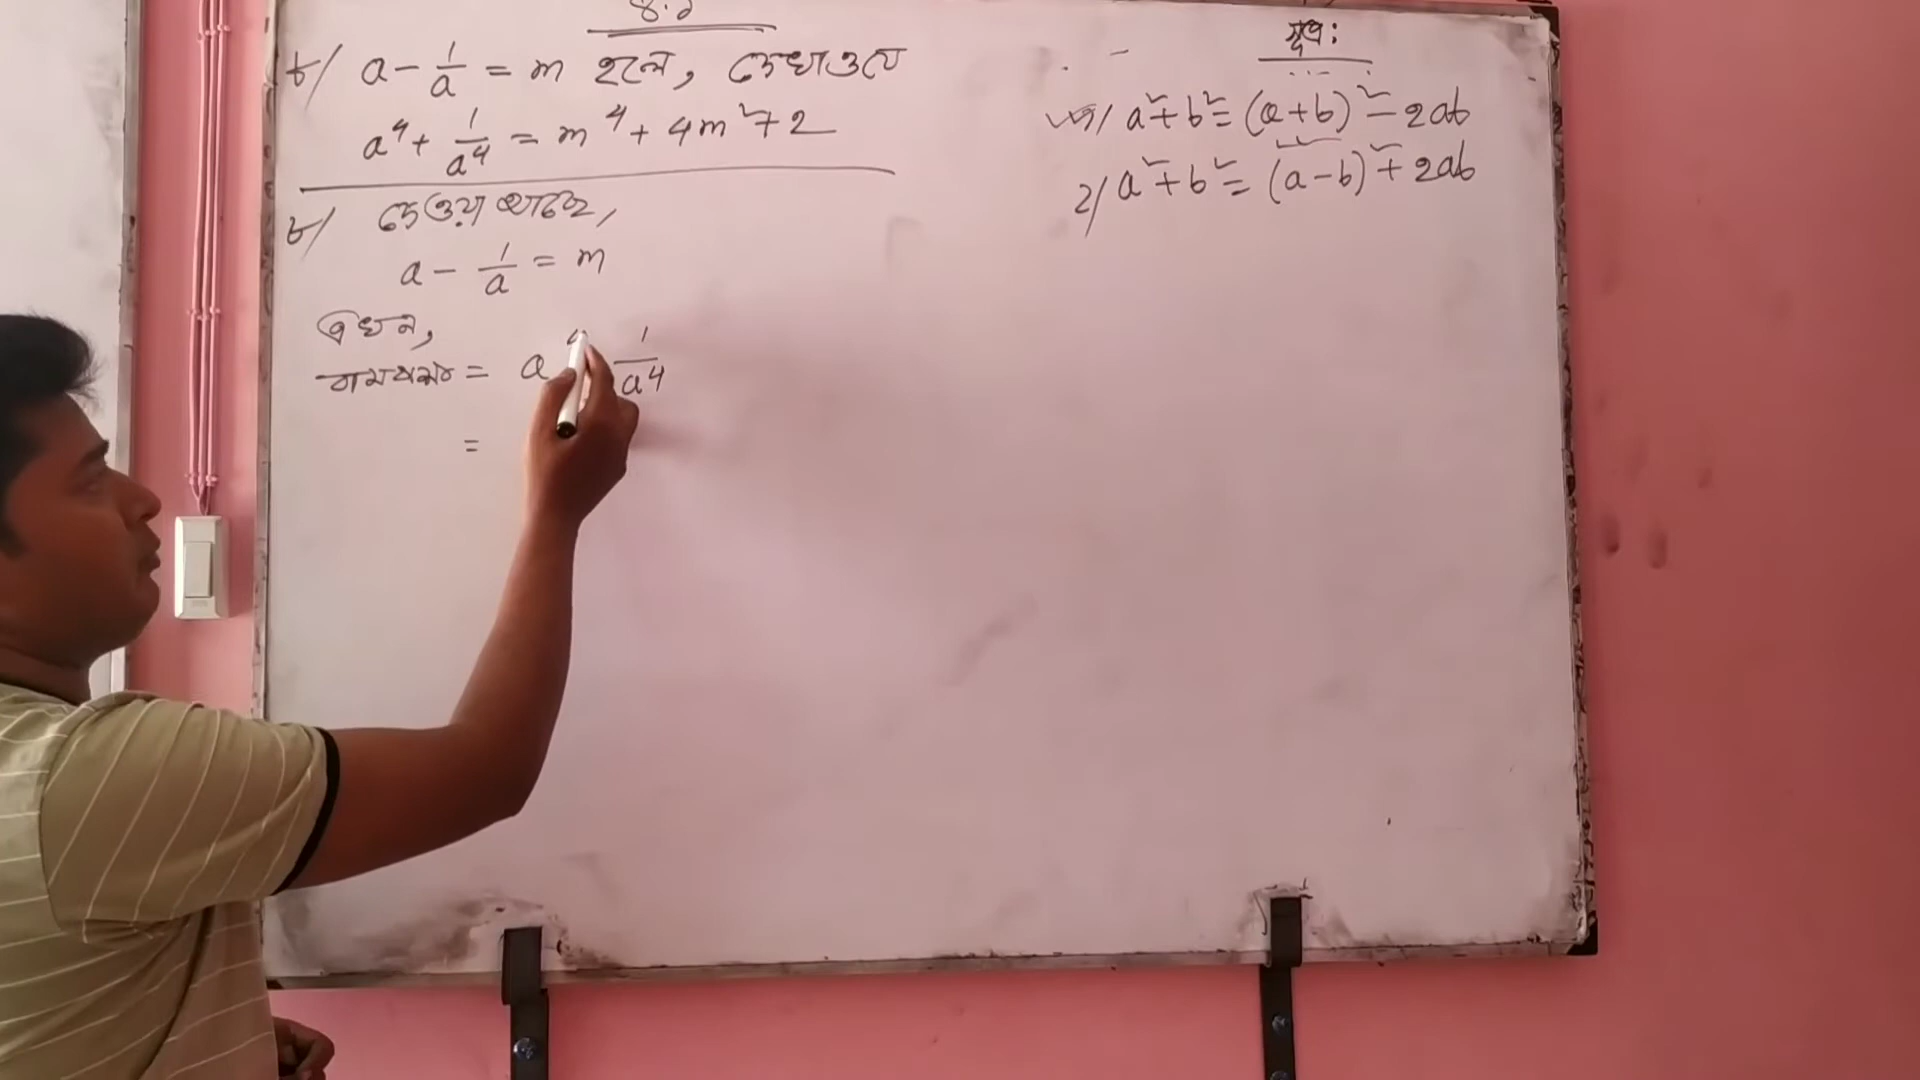 ৪.১
৮/ a - 1/a = m হলে, দেখাও যে
a⁴ + 1/a⁴ = m⁴ + 4m² + 2
৮/ দেওয়া আছে,
a - 1/a = m
এখন,
বামপক্ষ = a⁴ 1/a⁴
=
সূত্র:
১/ a² + b² = (a+b)² - 2ab
2/ a² + b² = (a-b)² + 2ab